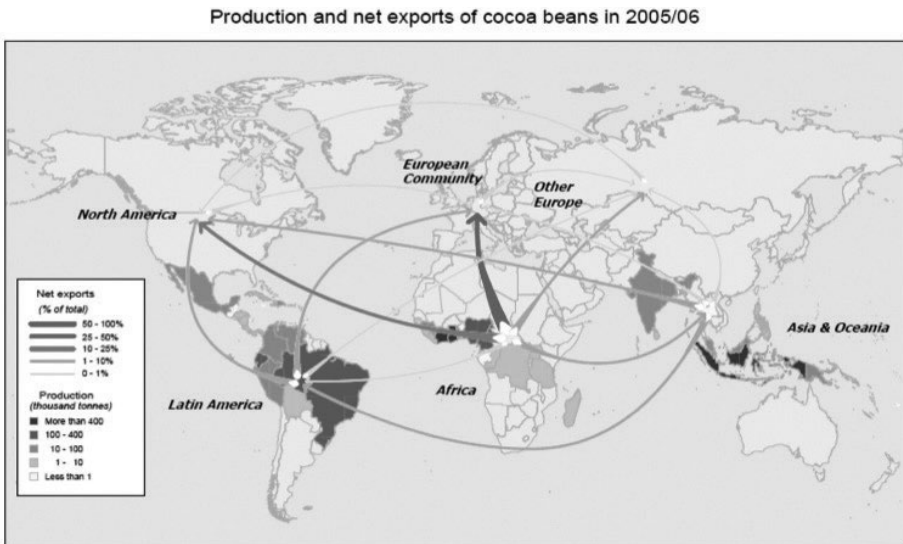 Production and net exports of cocoa beans in 2005/06
European
Community
Other
Europe
North America
Net exports
(% of total)
50 - 100%
25 - 50%
10 - 25%
1 - 10%
0 - 1%
Asia & Oceania
Africa
Latin America
Production
(thousand tonnes)
More than 400
100 - 400
10 - 100
1 - 10
Less than 1